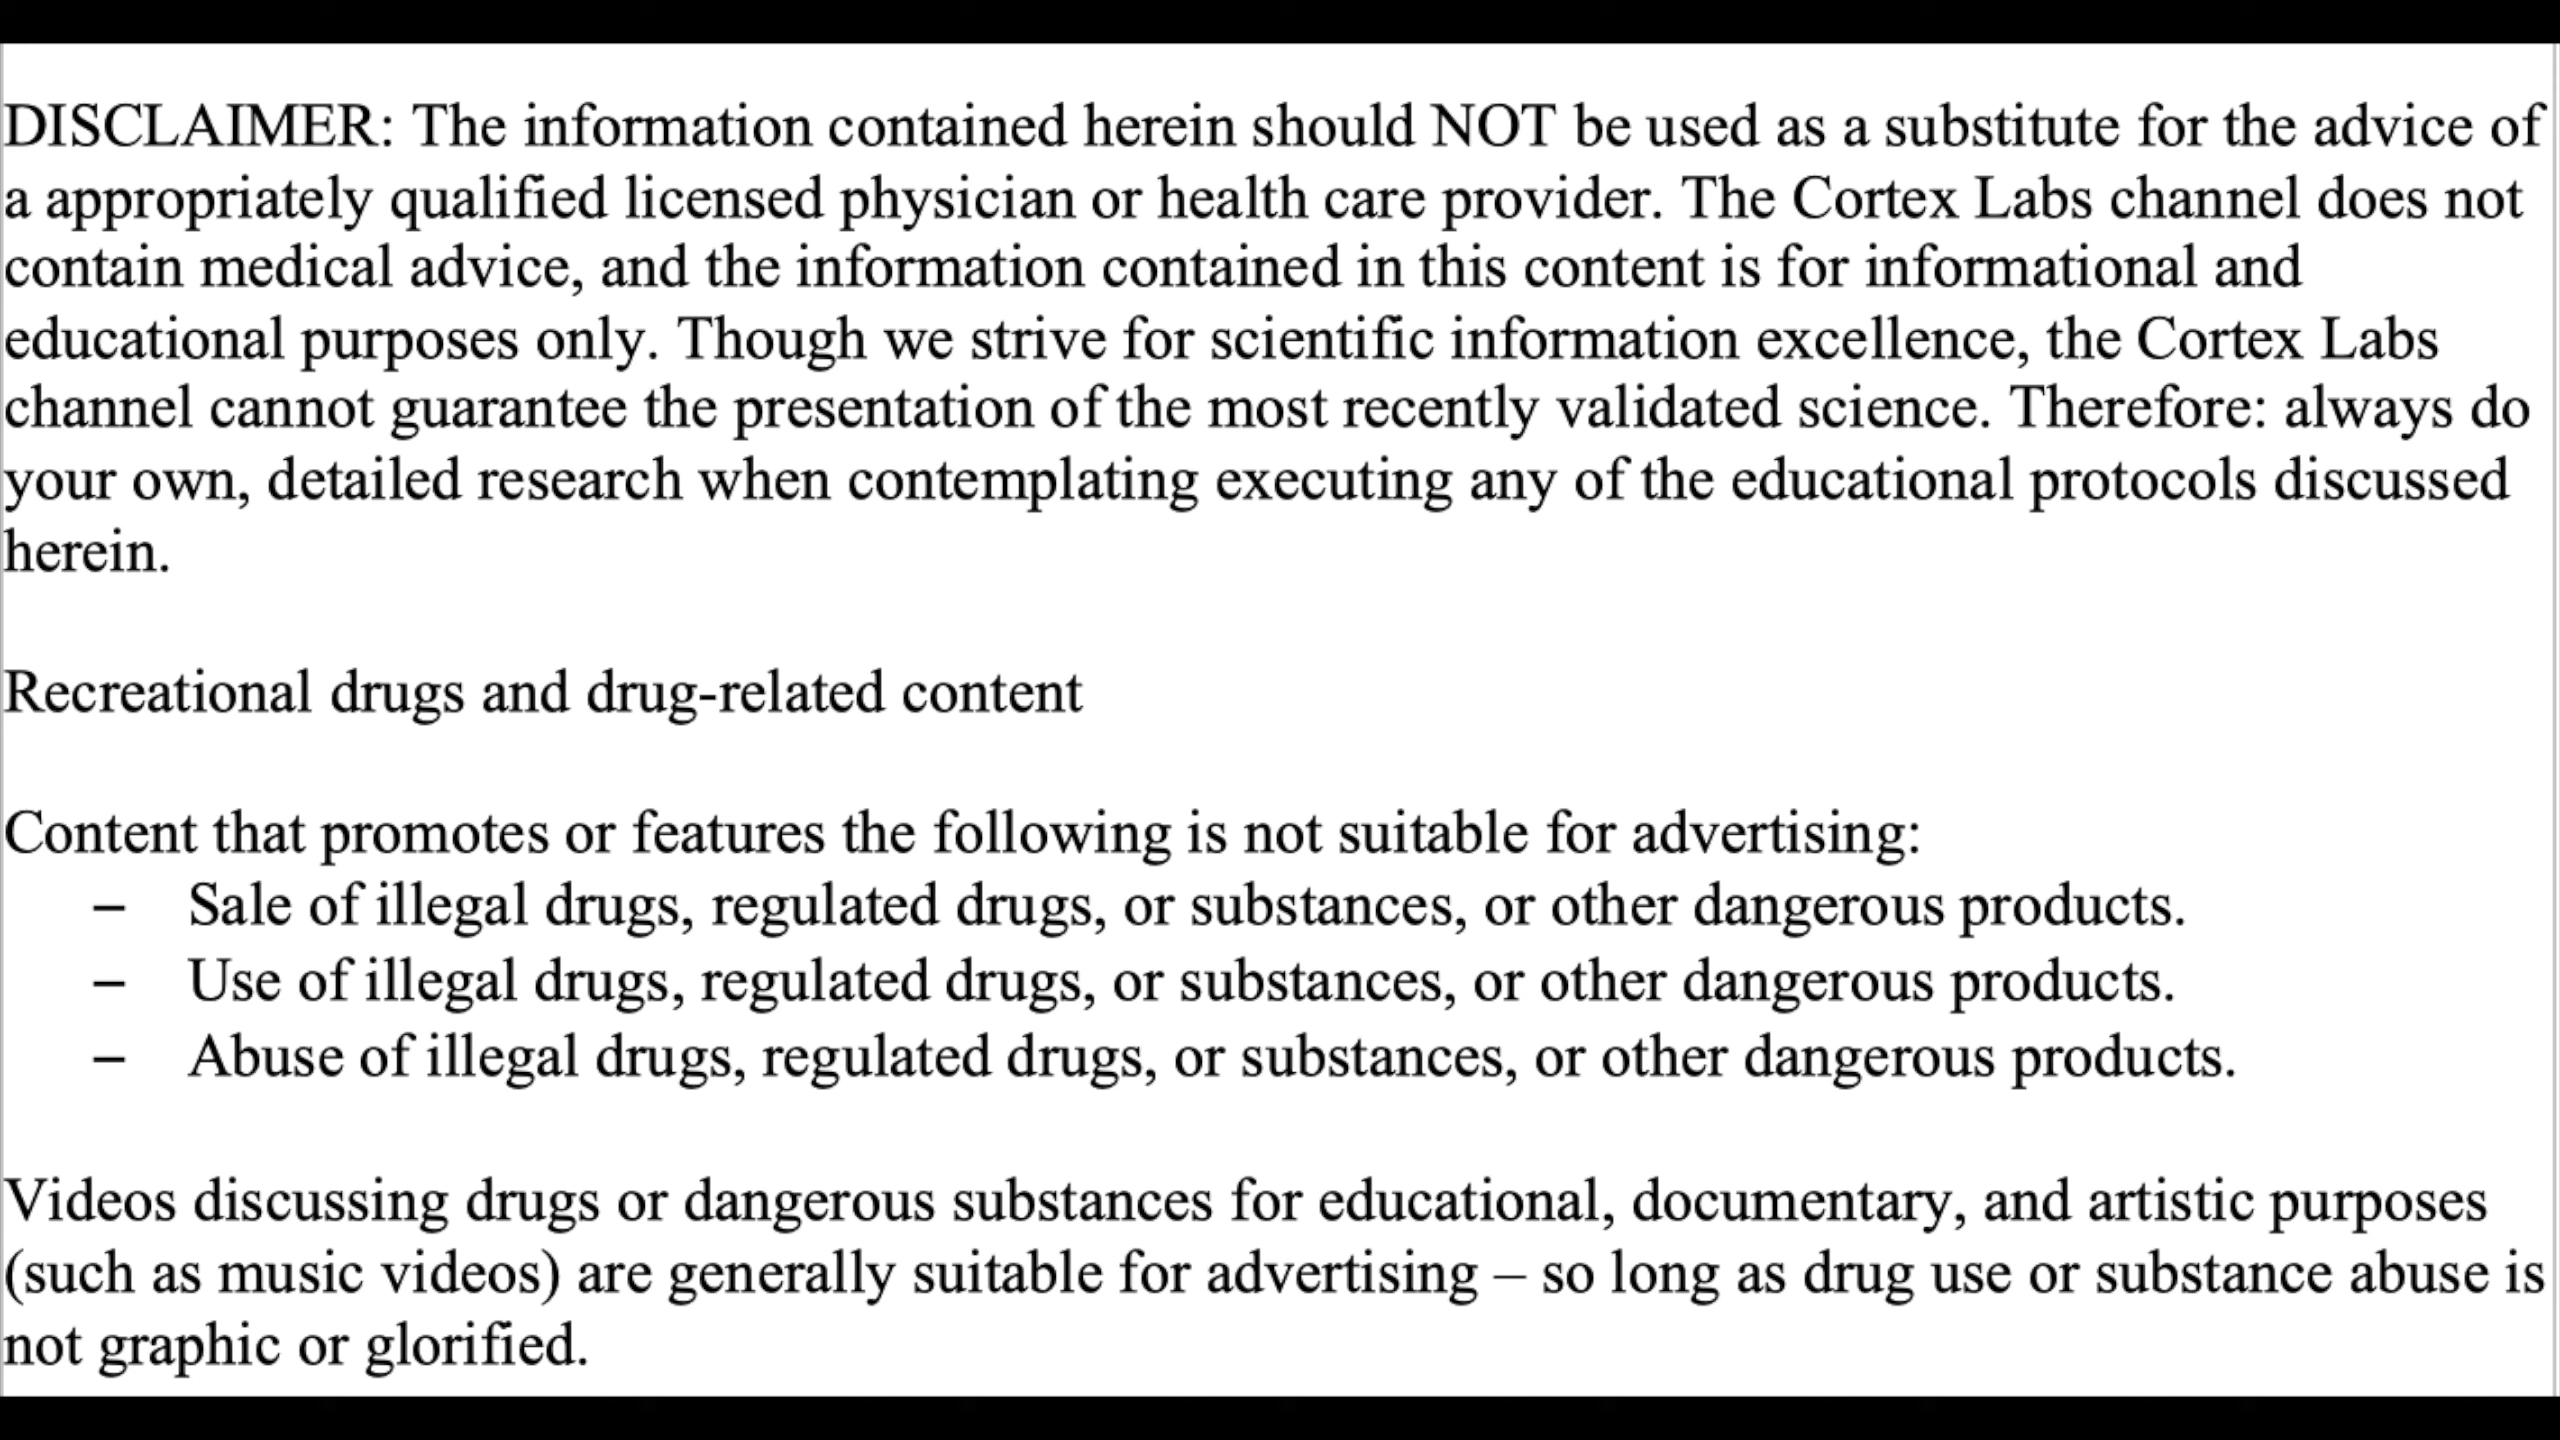 DISCLAIMER: The information contained herein should NOT be used as a substitute for the advice of
a appropriately qualified licensed physician or health care provider. The Cortex Labs channel does not
contain medical advice, and the information contained in this content is for informational and
educational purposes only. Though we strive for scientific information excellence, the Cortex Labs
channel cannot guarantee the presentation of the most recently validated science. Therefore: always do
your own, detailed research when contemplating executing any of the educational protocols discussed
herein.
Recreational drugs and drug-related content
Content that promotes or features the following is not suitable for advertising:
– Sale of illegal drugs, regulated drugs, or substances, or other dangerous products.
– Use of illegal drugs, regulated drugs, or substances, or other dangerous products.
– Abuse of illegal drugs, regulated drugs, or substances, or other dangerous products.
Videos discussing drugs or dangerous substances for educational, documentary, and artistic purposes
(such as music videos) are generally suitable for advertising – so long as drug use or substance abuse is
not graphic or glorified.